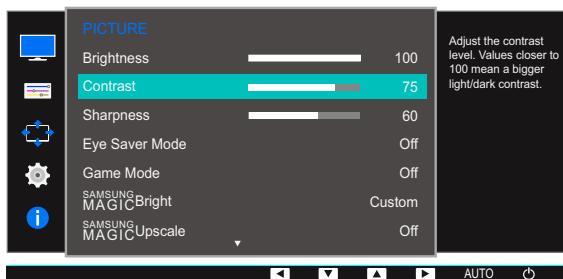 PICTURE
Brightness 100
Contrast 75
Sharpness 60
Eye Saver Mode Off
Game Mode Off
SAMSUNG MAGIC Bright Custom
SAMSUNG MAGIC Upscale Off
Adjust the contrast
level. Values closer to
100 mean a bigger
light/dark contrast.
AUTO